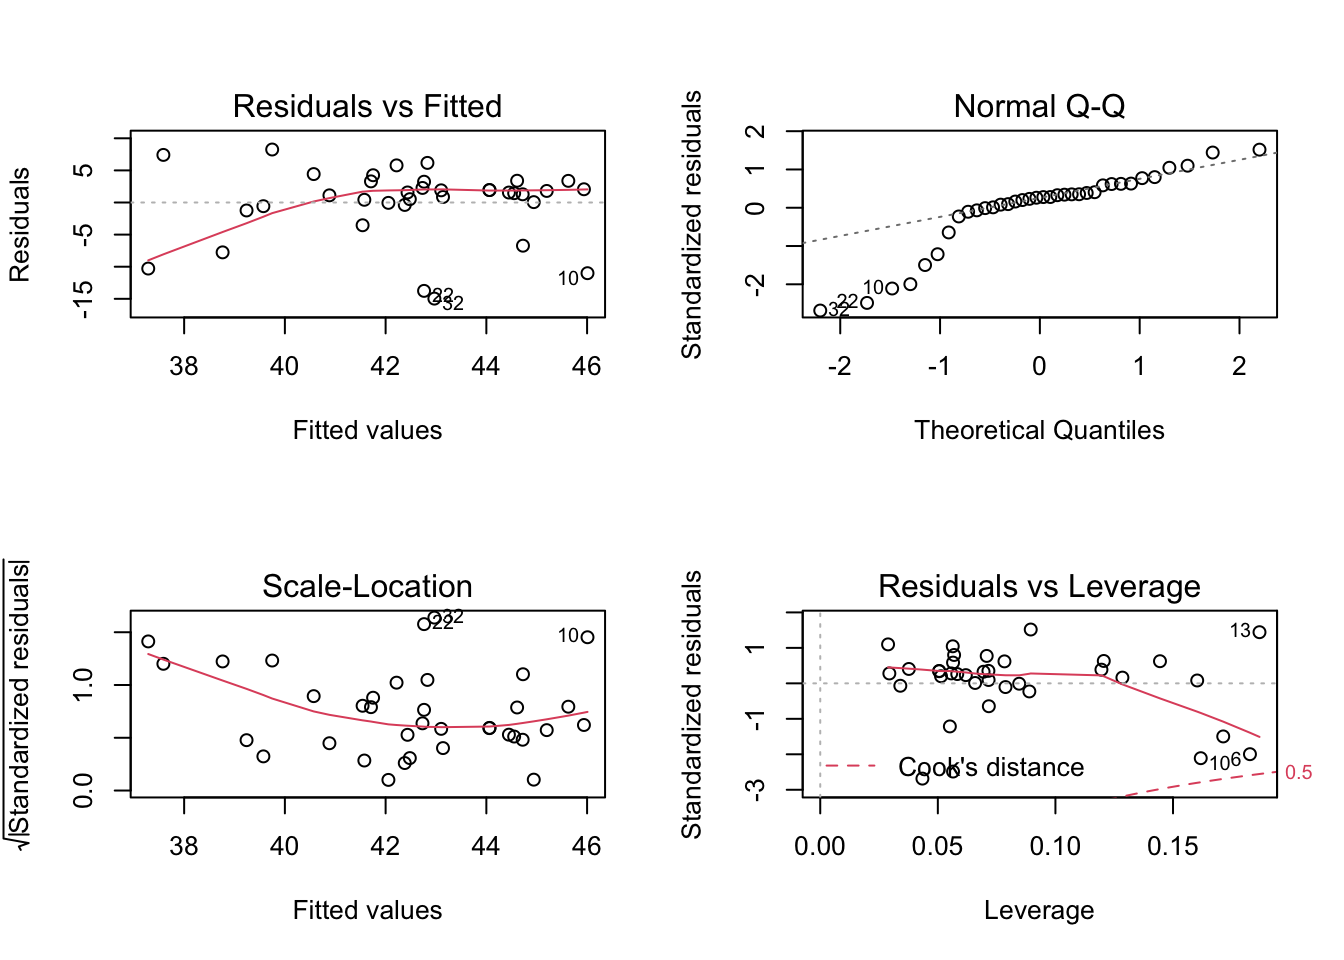 Residuals vs Fitted
Residuals
5
-5
-15
10
22
32
38 40 42 44 46
Fitted values
Normal Q-Q
Standardized residuals
2
1
0
-2
10
22
32
-2 -1 0 1 2
Theoretical Quantiles
Scale-Location
√|Standardized residuals|
1.0
0.0
32
22
10
38 40 42 44 46
Fitted values
Residuals vs Leverage
Standardized residuals
1
-1
-3
13
10
6
Cook's distance
0.5
0.00 0.05 0.10 0.15
Leverage